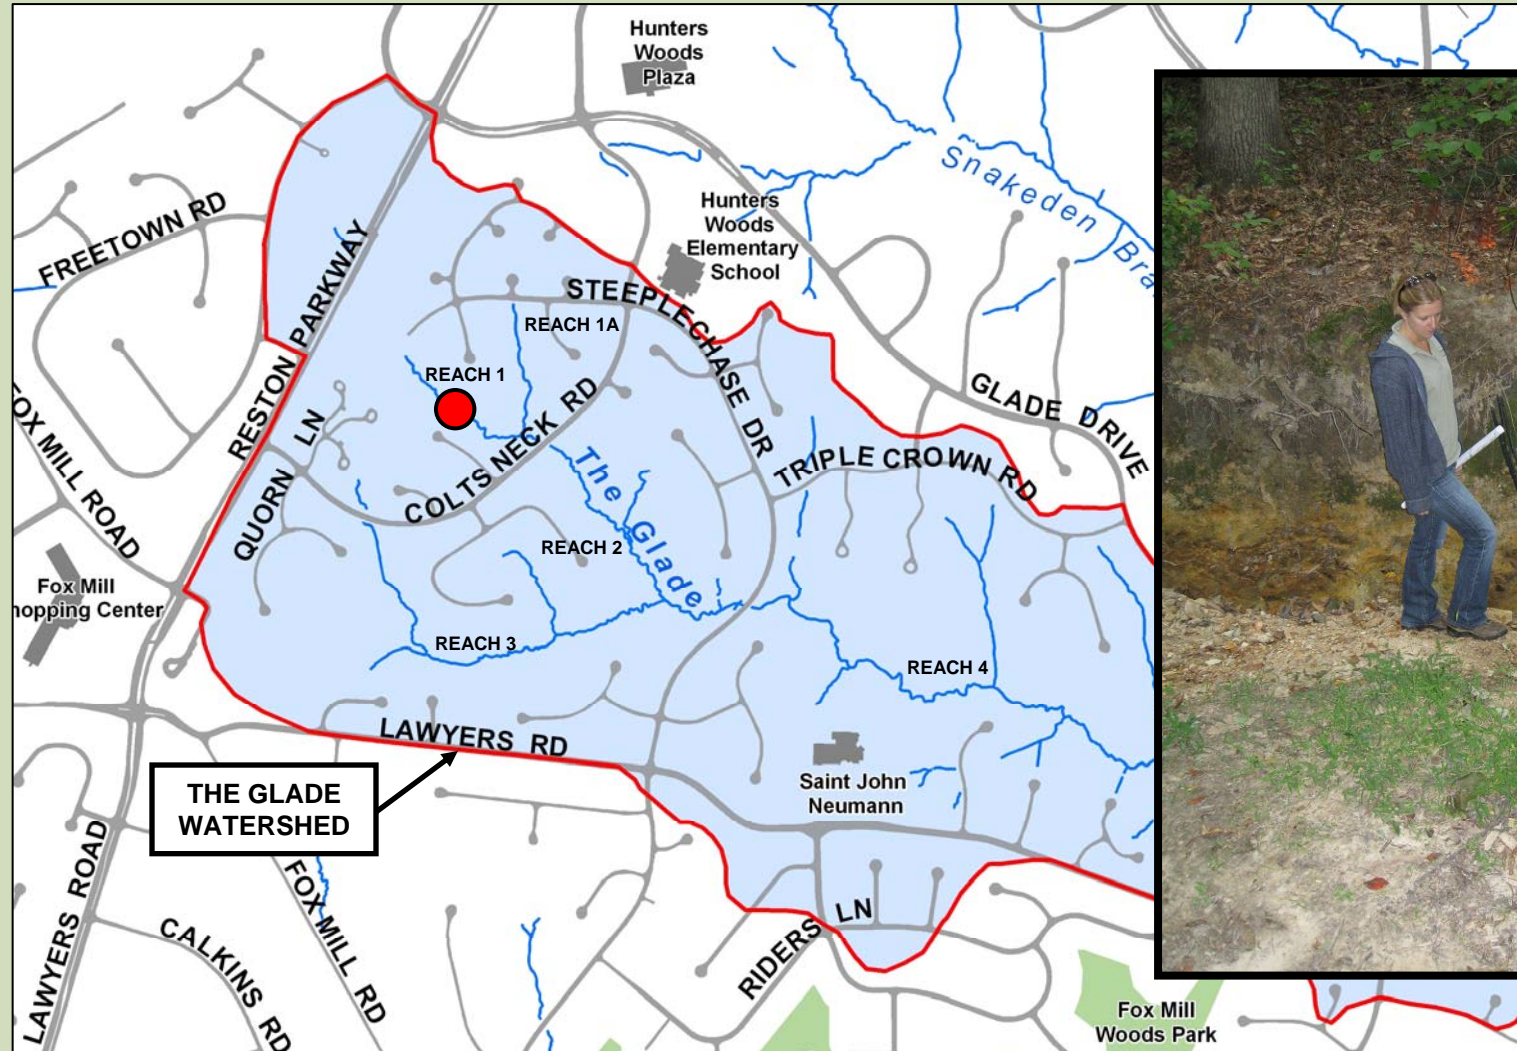 Hunters
Woods
Plaza
Snakeden Bra
Hunters
Woods
Elementary
School
FREETOWN RD
RESTON PARKWAY
STEEPLECHASE DR
REACH 1A
REACH 1
GLADE DRIVE
FOX MILL ROAD
QUORN LN
COLTS NECK RD
TRIPLE CROWN RD
The Glade
REACH 2
Fox Mill
hopping Center
REACH 3
REACH 4
LAWYERS RD
THE GLADE
WATERSHED
Saint John
Neumann
LAWYERS ROAD
FOX MILL RD
CALKINS RD
RIDERS LN
Fox Mill
Woods Park